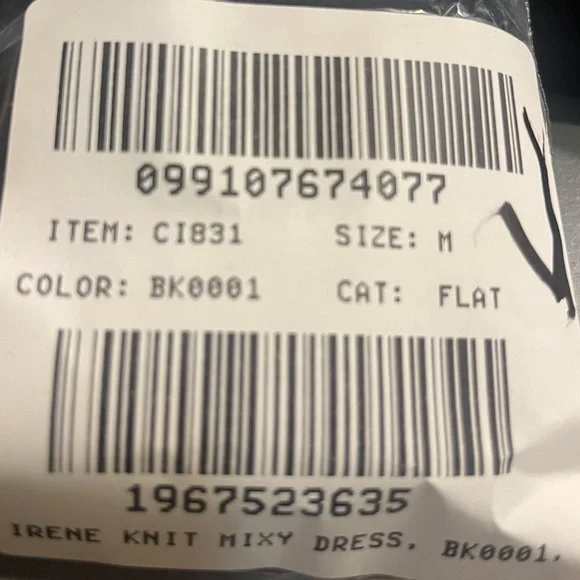 099107674077
ITEM: CI831 SIZE: M
COLOR: BK0001 CAT: FLAT
1967523635
IRENE KNIT MIXY DRESS, BK0001,